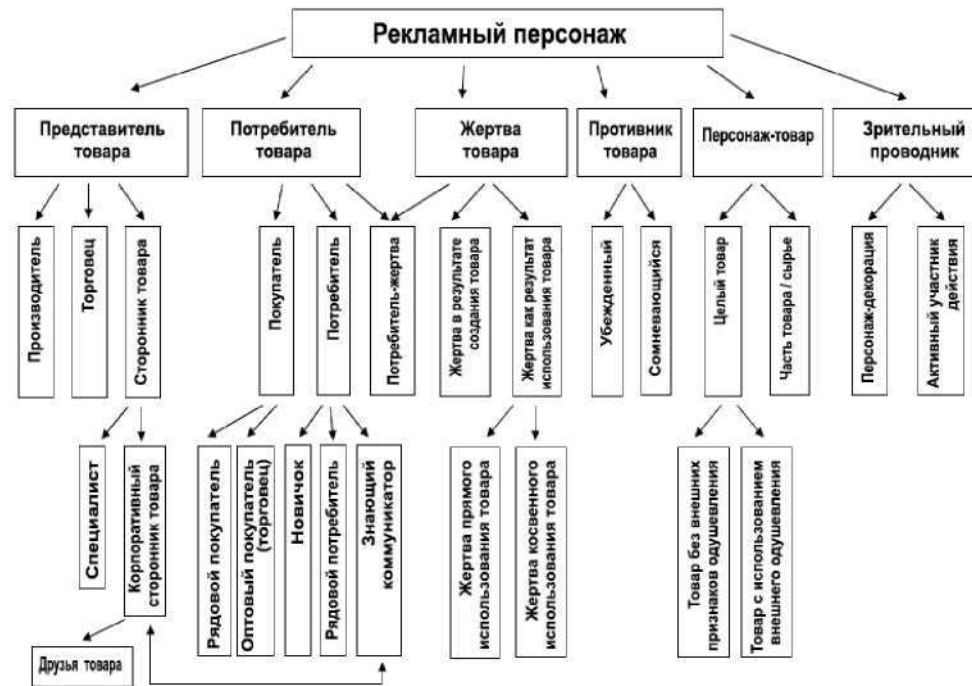 Рекламный персонаж
Представитель
товара
Потребитель
товара
Жертва
товара
Противник
товара
Персонаж-товар
Зрительный
проводник
Производитель
Торговец
Сторонник товара
Покупатель
Потребитель
Потребитель-жертва
Жертва в результате
создания товара
Жертва как результат
использования товара
Убежденный
Сомневающийся
Целый товар
Часть товара / сырье
Персонаж-декорация
Активный участник
действия
Специалист
Корпоративный
сторонник товара
Рядовой покупатель
Оптовый покупатель
(торговец)
Новичок
Рядовой потребитель
Знающий
коммуникатор
Жертва прямого
использования товара
Жертва косвенного
использования товара
Товар без внешних
признаков одушевления
Товар с использованием
внешнего одушевления
Друзья товара